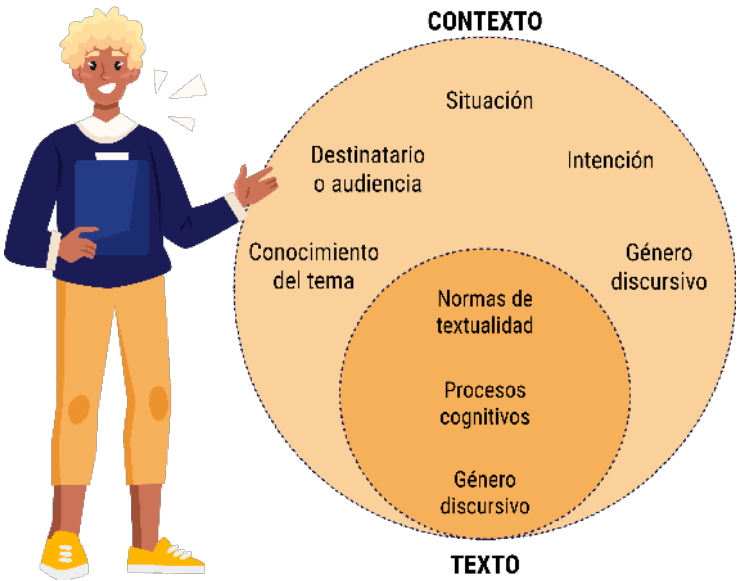 CONTEXTO
Situación
Destinatario
o audiencia
Intención
Conocimiento
del tema
Género
discursivo
Normas de
textualidad
Procesos
cognitivos
Género
discursivo
TEXTO